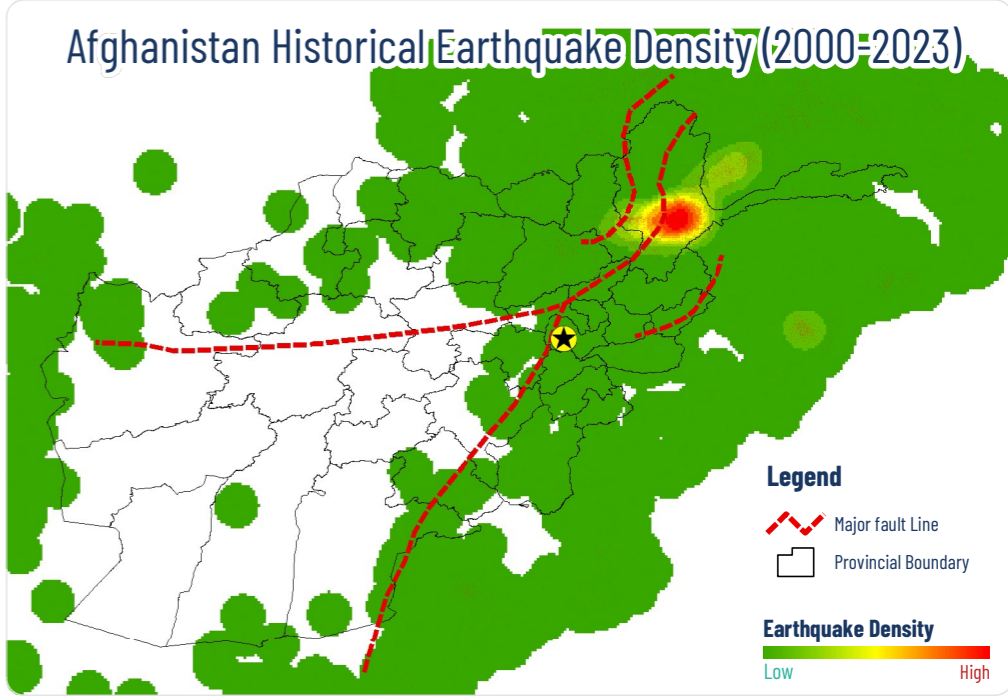 Afghanistan Historical Earthquake Density (2000-2023)
Legend
Major fault Line
Provincial Boundary
Earthquake Density
Low
High